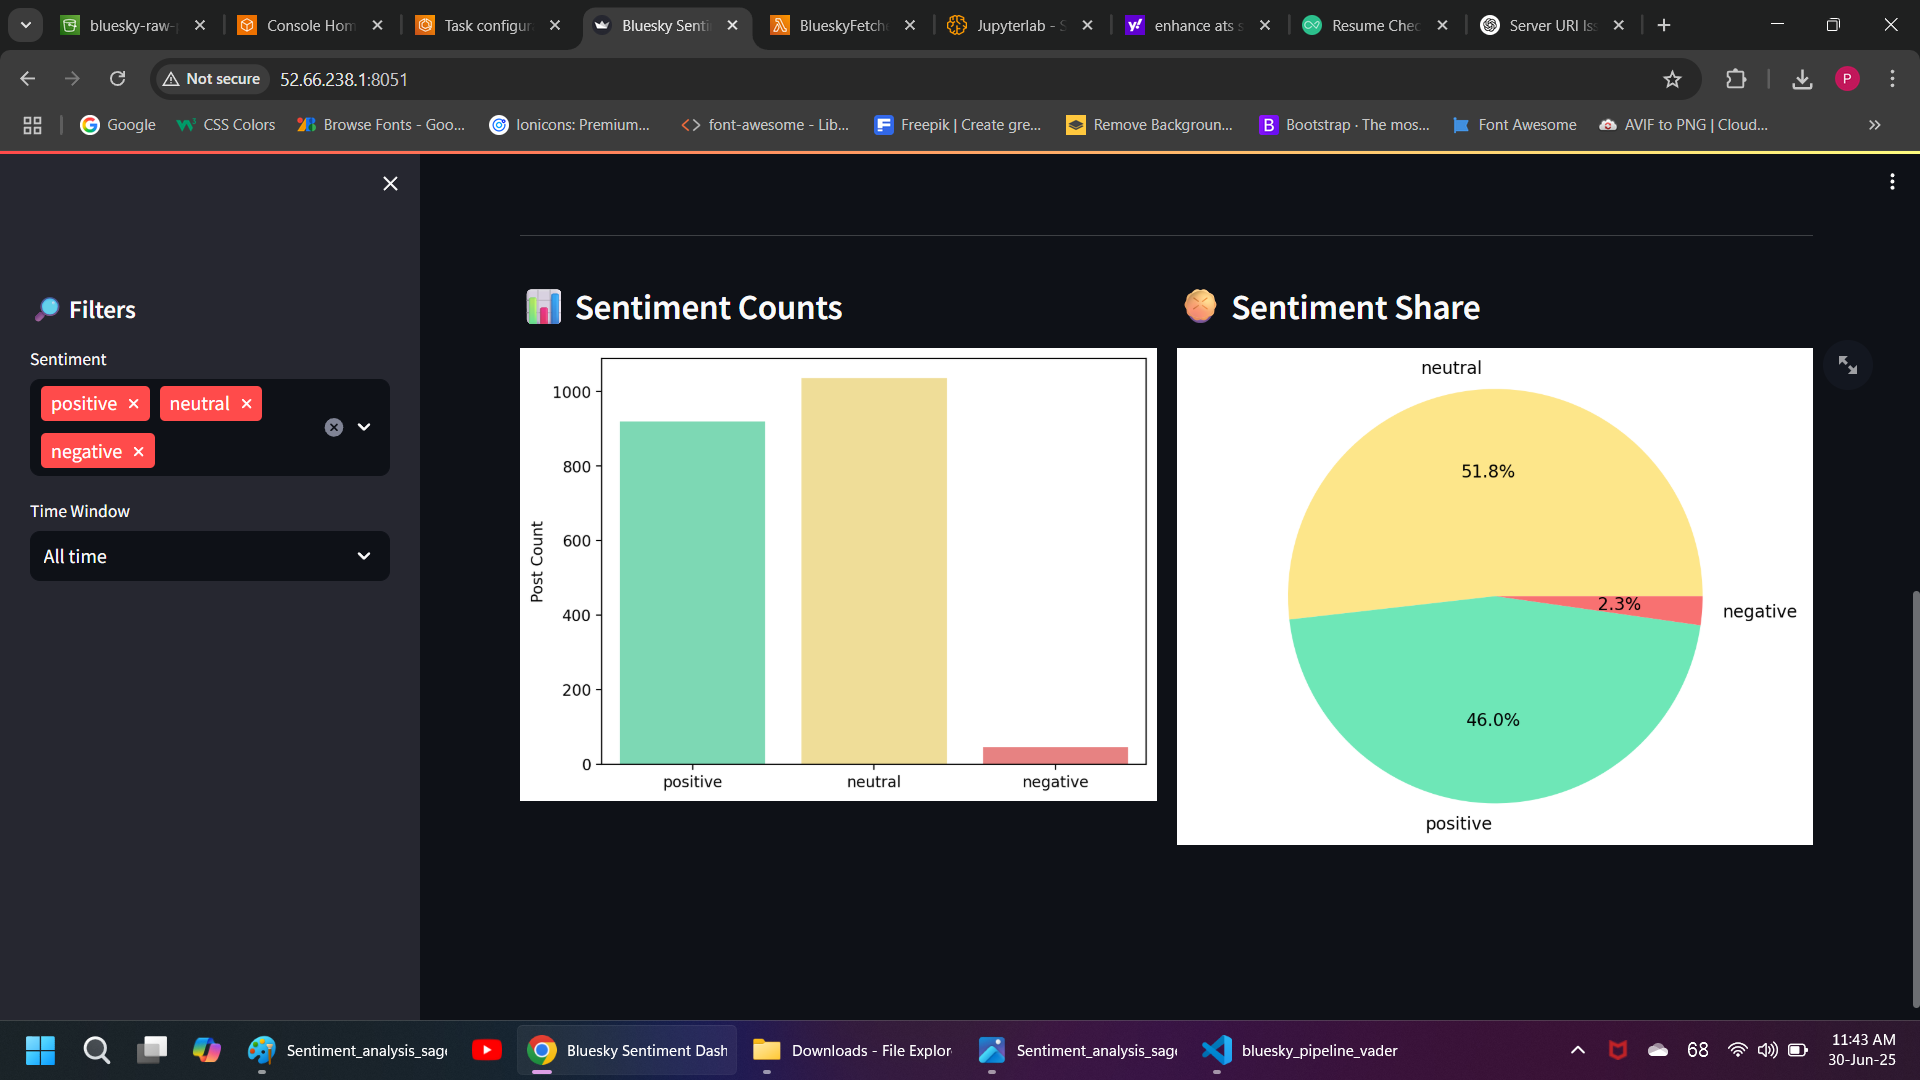 bluesky-raw-
Console Hom
Task configur
Bluesky Senti
BlueskyFetche
Jupyterlab - S
enhance ats s
Resume Chec
Server URI Iss
Not secure
52.66.238.1:8051
P
Google
CSS Colors
Browse Fonts - Goo...
Ionicons: Premium...
font-awesome - Lib...
Freepik | Create gre...
Remove Backgroun...
Bootstrap · The mos...
Font Awesome
AVIF to PNG | Cloud...
Filters
Sentiment
positive
neutral
negative
Time Window
All time
Sentiment Counts
1000
800
600
400
200
0
Post Count
positive
neutral
negative
Sentiment Share
neutral
51.8%
2.3%
negative
46.0%
positive
Sentiment_analysis_sage
Bluesky Sentiment Dash
Downloads - File Explor
Sentiment_analysis_sage
bluesky_pipeline_vader
68
11:43 AM
30-Jun-25